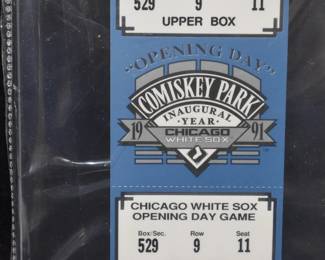 529 9 11
UPPER BOX
"OPENING DAY"
COMISKEY PARK
INAUGURAL
YEAR
19 91
CHICAGO
WHITE SOX
CHICAGO WHITE SOX
OPENING DAY GAME
Box/Sec. Row Seat
529 9 11